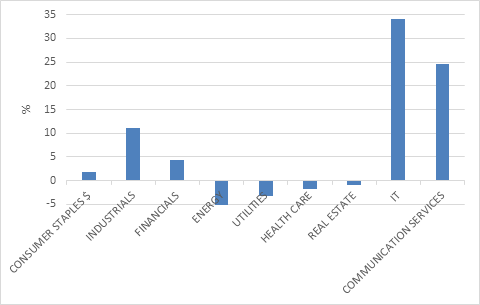 35
30
25
20
15
10
5
0
-5
%
CONSUMER STAPLES $
INDUSTRIALS
FINANCIALS
ENERGY
UTILITIES
HEALTH CARE
REAL ESTATE
IT
COMMUNICATION SERVICES